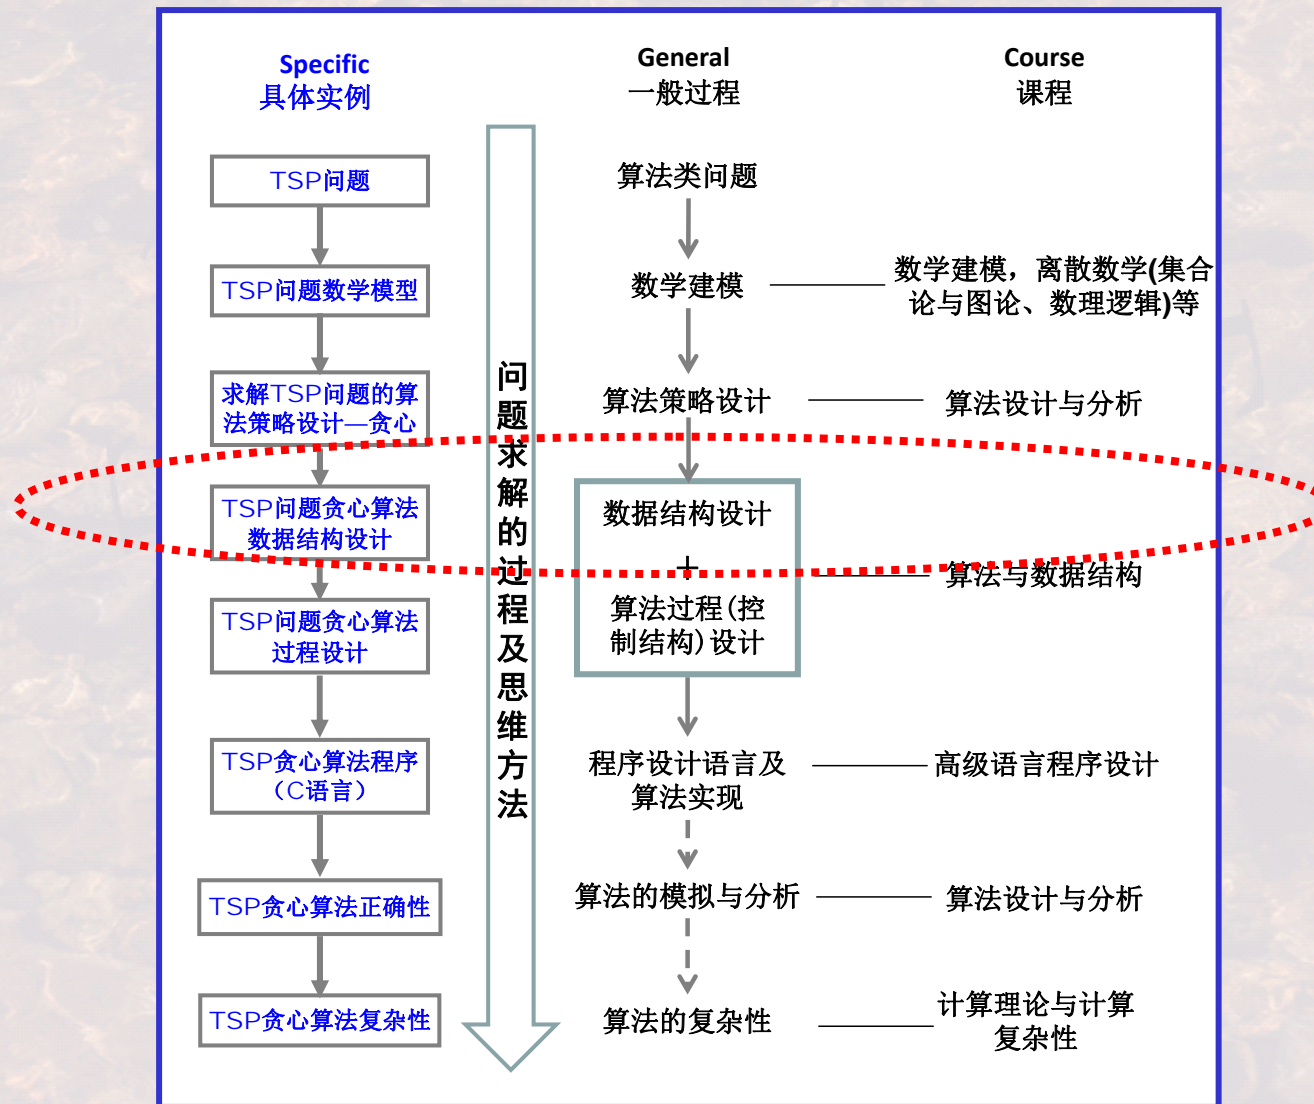 Specific
具体实例
General
一般过程
Course
课程
TSP问题
TSP问题数学模型
求解TSP问题的算
法策略设计—贪心
TSP问题贪心算法
数据结构设计
TSP问题贪心算法
过程设计
TSP贪心算法程序
（C语言）
TSP贪心算法正确性
TSP贪心算法复杂性
问题求解的过程及思维方法
算法类问题
数学建模
算法策略设计
数据结构设计
+
算法过程(控
制结构)设计
程序设计语言及
算法实现
算法的模拟与分析
算法的复杂性
数学建模，离散数学(集合
论与图论、数理逻辑)等
算法设计与分析
算法与数据结构
高级语言程序设计
算法设计与分析
计算理论与计算
复杂性